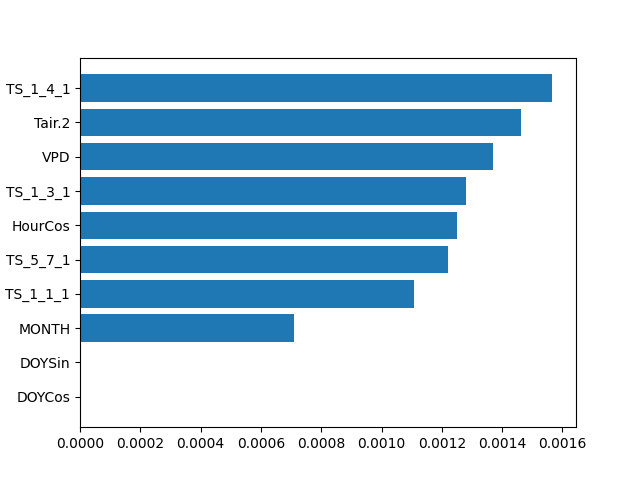 TS_1_4_1
Tair.2
VPD
TS_1_3_1
HourCos
TS_5_7_1
TS_1_1_1
MONTH
DOYSin
DOYCos
0.0000 0.0002 0.0004 0.0006 0.0008 0.0010 0.0012 0.0014 0.0016